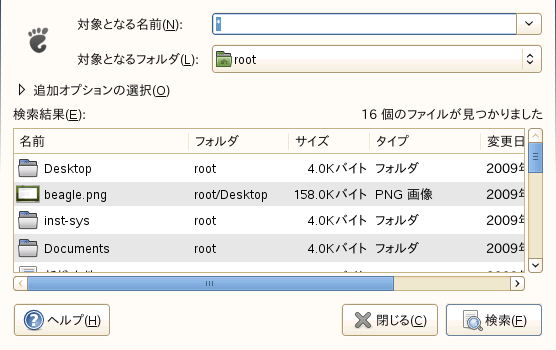 対象となる名前(N): *
対象となるフォルダ(L): root
追加オプションの選択(O)
検索結果(E): 16 個のファイルが見つかりました
名前 フォルダ サイズ タイプ 変更日
Desktop root 4.0Kバイト フォルダ 2009年
beagle.png root/Desktop 158.0Kバイト PNG 画像 2009年
inst-sys root 4.0Kバイト フォルダ 2009年
Documents root 4.0Kバイト フォルダ 2009年
ヘルプ(H) 閉じる(C) 検索(F)